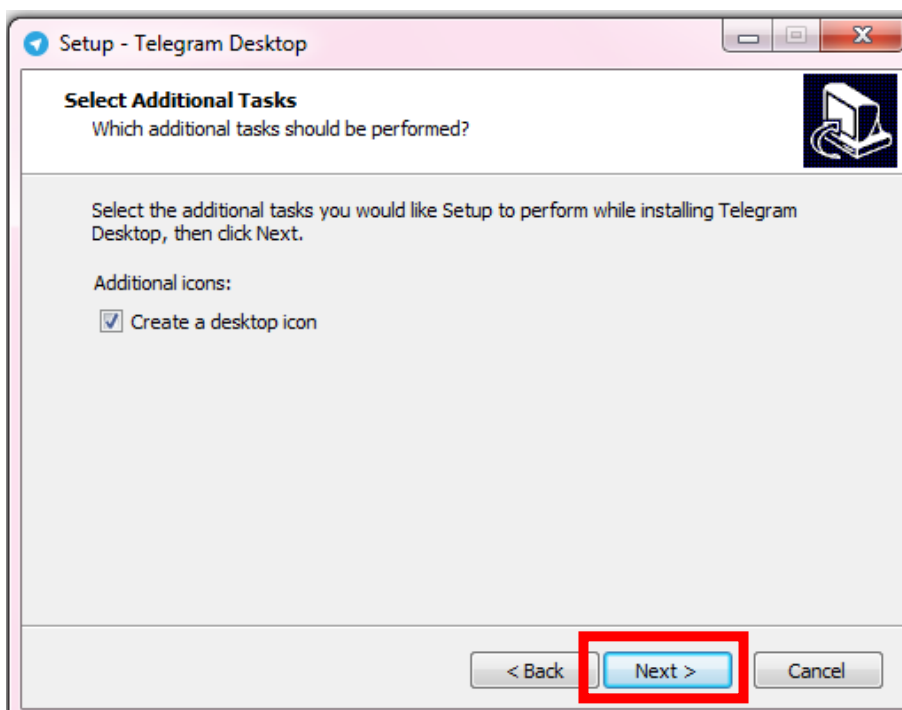 Setup - Telegram Desktop
Select Additional Tasks
Which additional tasks should be performed?
Select the additional tasks you would like Setup to perform while installing Telegram
Desktop, then click Next.
Additional icons:
Create a desktop icon
< Back
Next >
Cancel